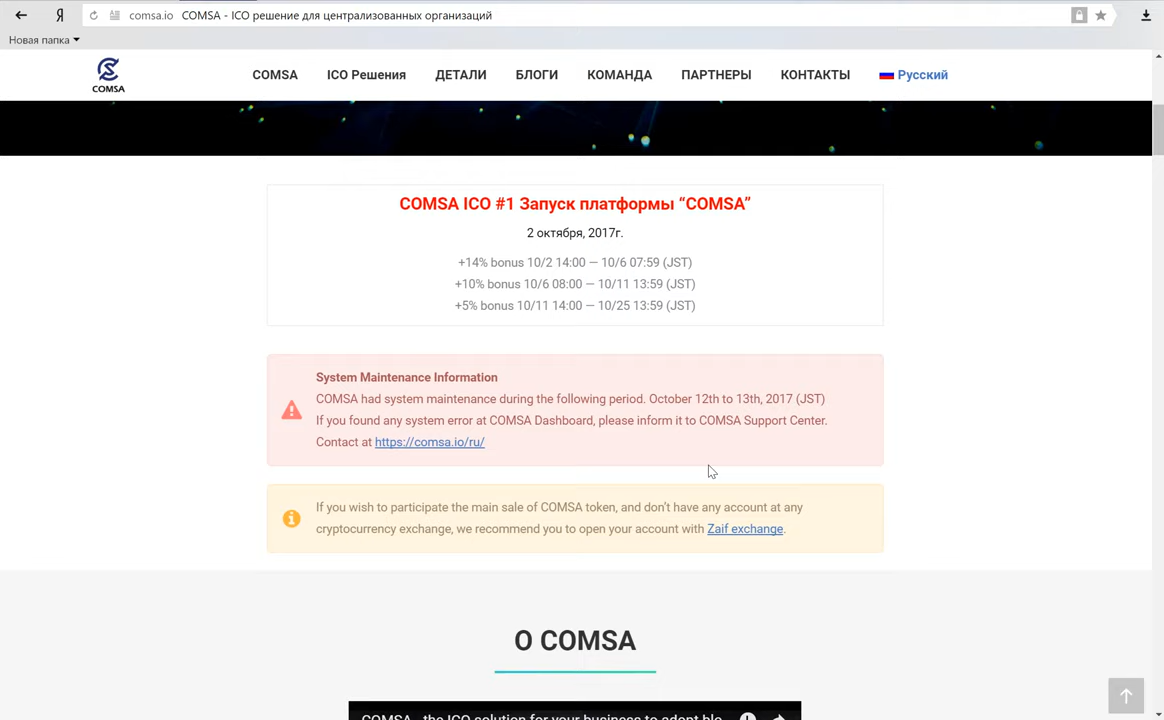 Я comsa.io COMSA - ICO решение для централизованных организаций
Новая папка
COMSA COMSA ICO Решения ДЕТАЛИ БЛОГИ КОМАНДА ПАРТНЕРЫ КОНТАКТЫ Русский
COMSA ICO #1 Запуск платформы “COMSA”
2 октября, 2017г.
+14% bonus 10/2 14:00 — 10/6 07:59 (JST)
+10% bonus 10/6 08:00 — 10/11 13:59 (JST)
+5% bonus 10/11 14:00 — 10/25 13:59 (JST)
System Maintenance Information
COMSA had system maintenance during the following period. October 12th to 13th, 2017 (JST)
If you found any system error at COMSA Dashboard, please inform it to COMSA Support Center.
Contact at https://comsa.io/ru/
If you wish to participate the main sale of COMSA token, and don’t have any account at any
cryptocurrency exchange, we recommend you to open your account with Zaif exchange.
О COMSA
COMSA - the ICO solution for your business to adopt blo